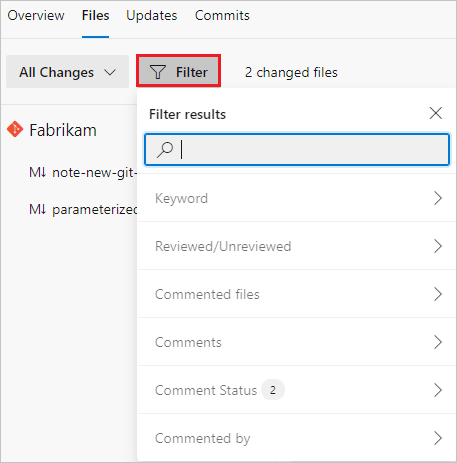 Overview Files Updates Commits
All Changes Filter 2 changed files
Filter results
Fabrikam
M↓ note-new-git-
M↓ parameterized
Keyword
Reviewed/Unreviewed
Commented files
Comments
Comment Status 2
Commented by